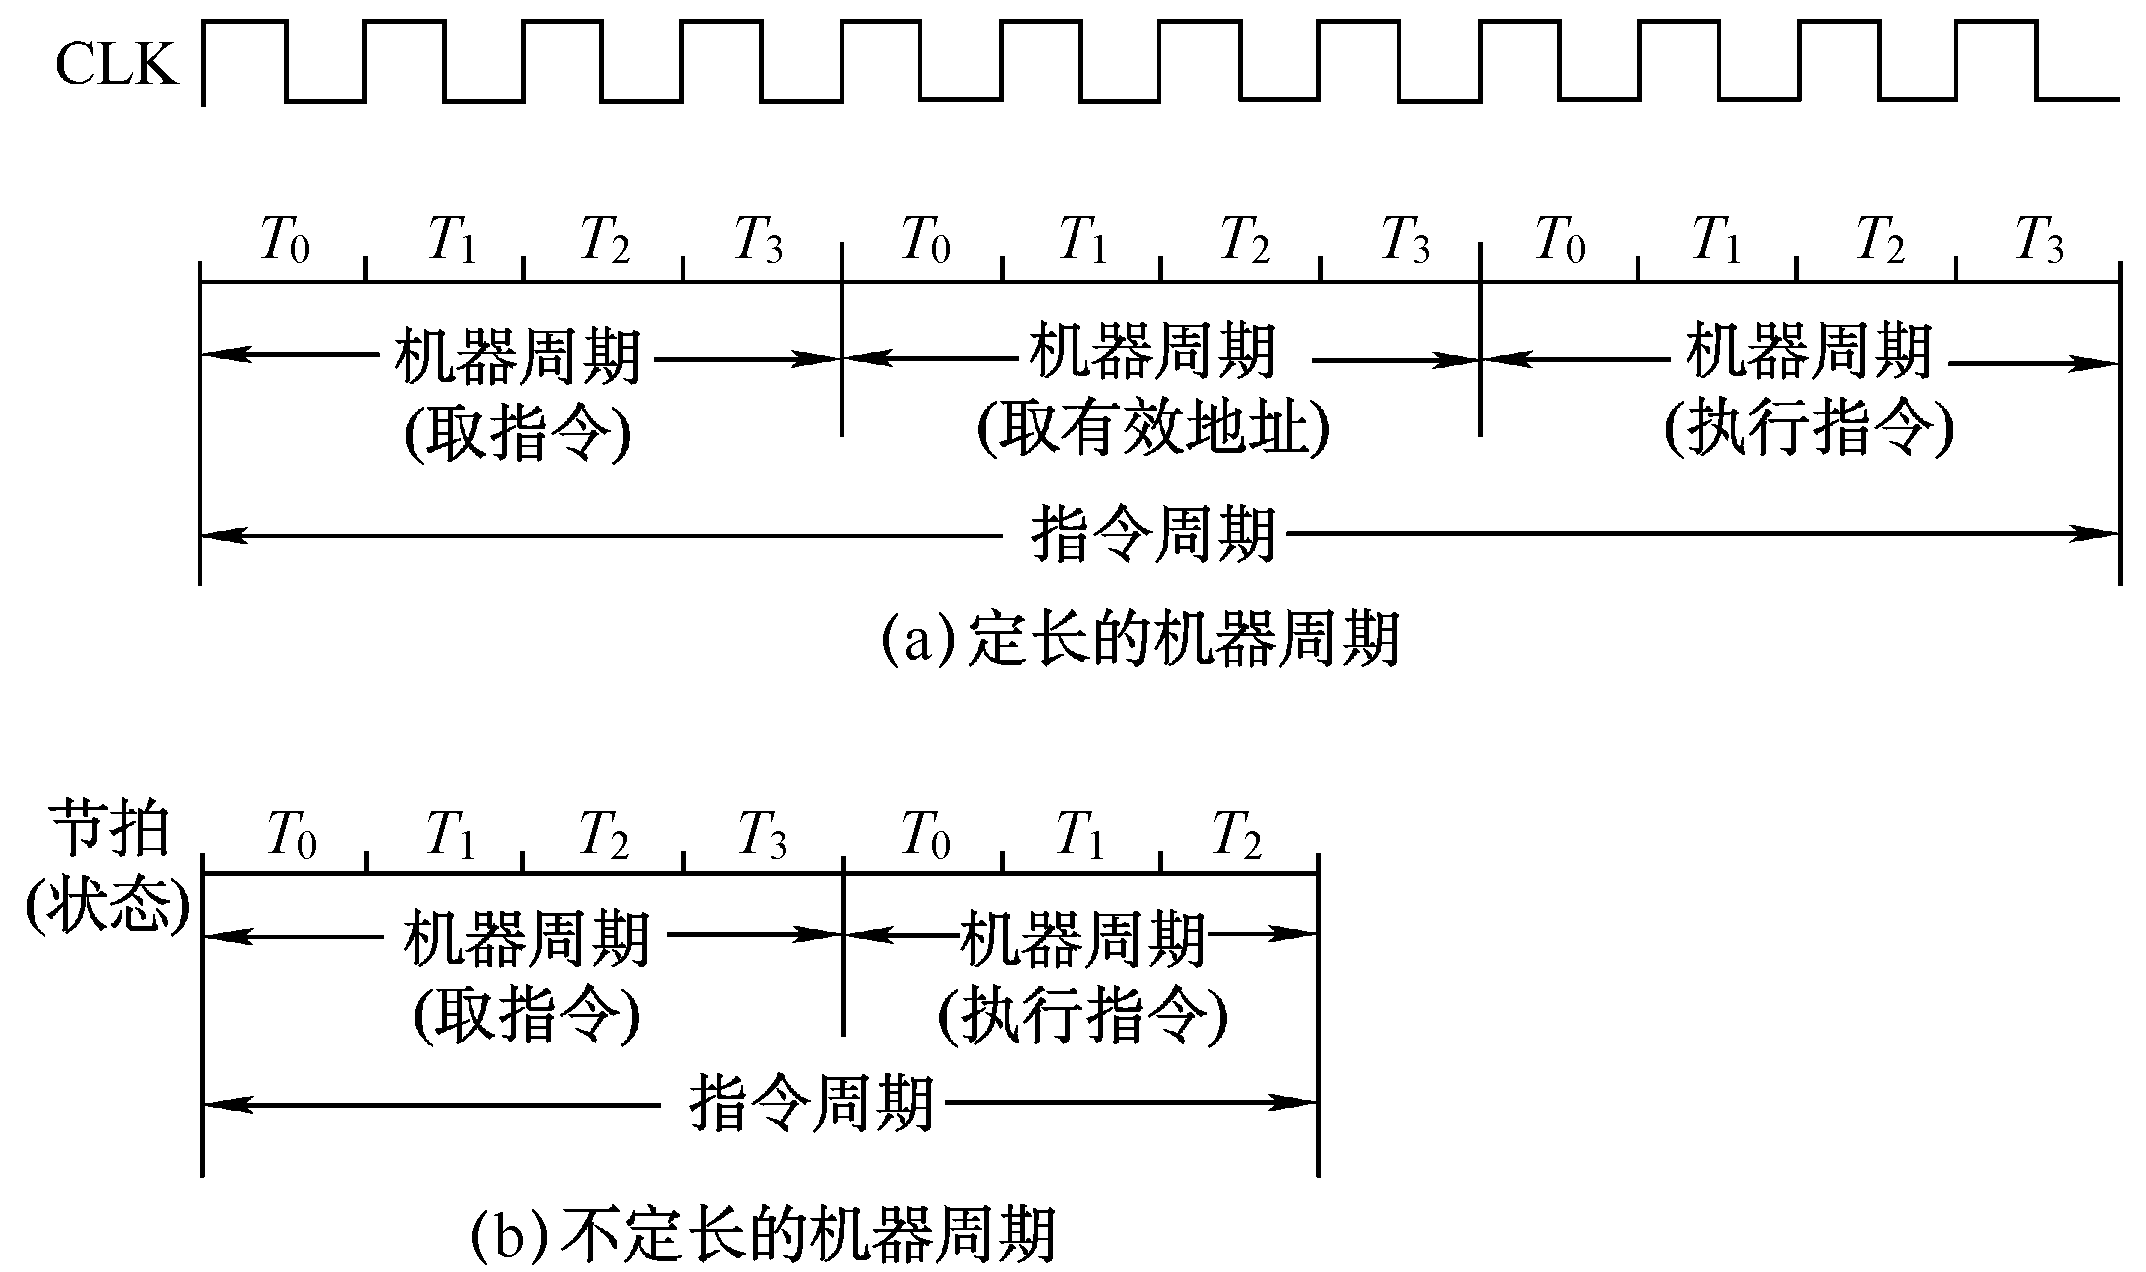 CLK
T0 T1 T2 T3 T0 T1 T2 T3 T0 T1 T2 T3
机器周期 机器周期 机器周期
(取指令) (取有效地址) (执行指令)
指令周期
(a)定长的机器周期
节拍
(状态)
T0 T1 T2 T3 T0 T1 T2
机器周期 机器周期
(取指令) (执行指令)
指令周期
(b)不定长的机器周期